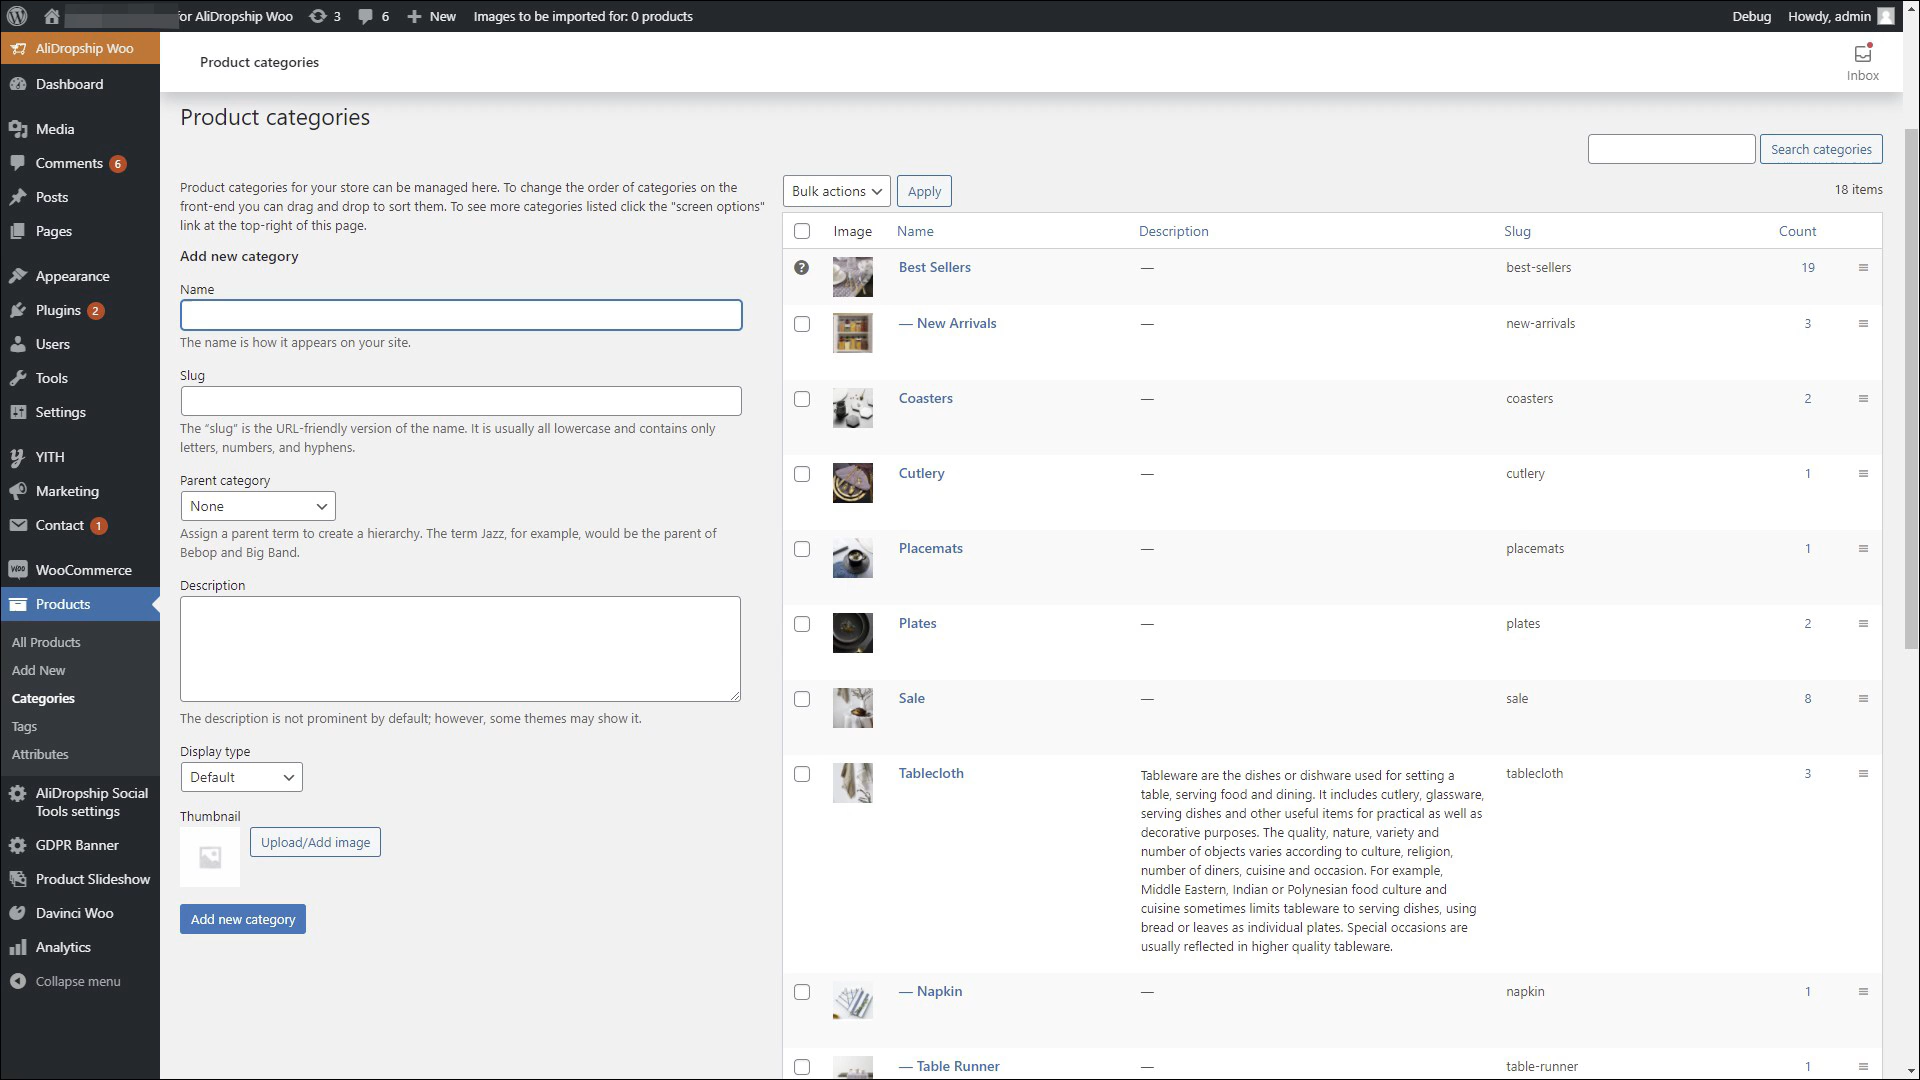 or AliDropship Woo
3
6
New
Images to be imported for: 0 products
Debug
Howdy, admin
AliDropship Woo
Dashboard
Media
Comments 6
Posts
Pages
Appearance
Plugins 2
Users
Tools
Settings
YITH
Marketing
Contact 1
WooCommerce
Products
All Products
Add New
Categories
Tags
Attributes
AliDropship Social
Tools settings
GDPR Banner
Product Slideshow
Davinci Woo
Analytics
Collapse menu
Product categories
Inbox
Product categories
Search categories
Product categories for your store can be managed here. To change the order of categories on the
front-end you can drag and drop to sort them. To see more categories listed click the "screen options"
link at the top-right of this page.
Add new category
Name
The name is how it appears on your site.
Slug
The “slug” is the URL-friendly version of the name. It is usually all lowercase and contains only
letters, numbers, and hyphens.
Parent category
None
Assign a parent term to create a hierarchy. The term Jazz, for example, would be the parent of
Bebop and Big Band.
Description
The description is not prominent by default; however, some themes may show it.
Display type
Default
Thumbnail
Upload/Add image
Add new category
Bulk actions
Apply
18 items
Image Name Description Slug Count
? Best Sellers — best-sellers 19
— New Arrivals — new-arrivals 3
Coasters — coasters 2
Cutlery — cutlery 1
Placemats — placemats 1
Plates — plates 2
Sale — sale 8
Tablecloth Tableware are the dishes or dishware used for setting a tablecloth 3
table, serving food and dining. It includes cutlery, glassware,
serving dishes and other useful items for practical as well as
decorative purposes. The quality, nature, variety and
number of objects varies according to culture, religion,
number of diners, cuisine and occasion. For example,
Middle Eastern, Indian or Polynesian food culture and
cuisine sometimes limits tableware to serving dishes, using
bread or leaves as individual plates. Special occasions are
usually reflected in higher quality tableware.
— Napkin — napkin 1
— Table Runner — table-runner 1